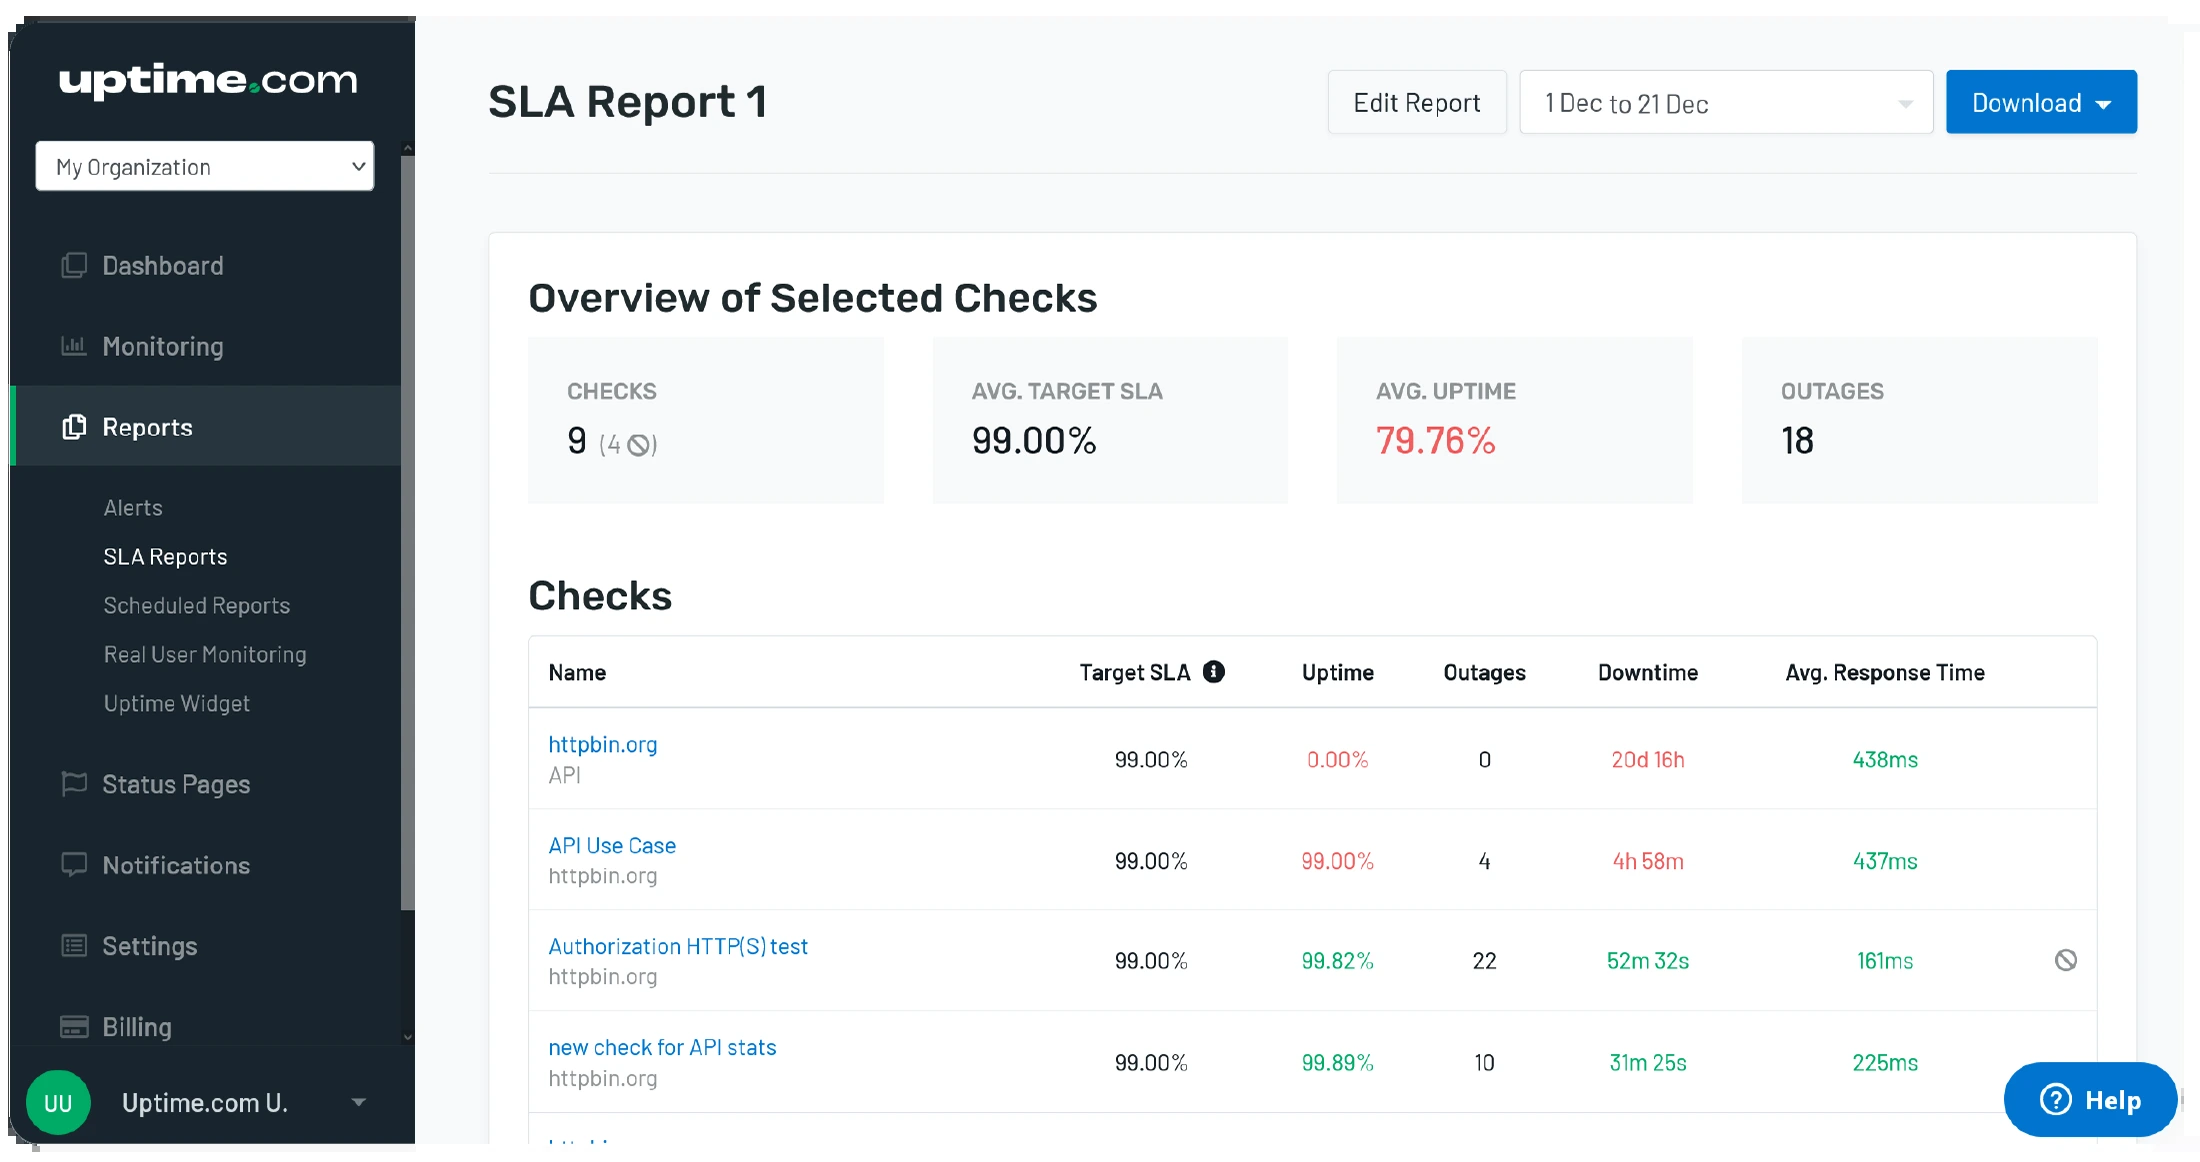 uptime.com
My Organization
Dashboard
Monitoring
Reports
Alerts
SLA Reports
Scheduled Reports
Real User Monitoring
Uptime Widget
Status Pages
Notifications
Settings
Billing
UU Uptime.com U.
SLA Report 1
Edit Report
1 Dec to 21 Dec
Download
Overview of Selected Checks
CHECKS
9 (4)
AVG. TARGET SLA
99.00%
AVG. UPTIME
79.76%
OUTAGES
18
Checks
Name Target SLA Uptime Outages Downtime Avg. Response Time
httpbin.org
API
99.00% 0.00% 0 20d 16h 438ms
API Use Case
httpbin.org
99.00% 99.00% 4 4h 58m 437ms
Authorization HTTP(S) test
httpbin.org
99.00% 99.82% 22 52m 32s 161ms
new check for API stats
httpbin.org
99.00% 99.89% 10 31m 25s 225ms
Help